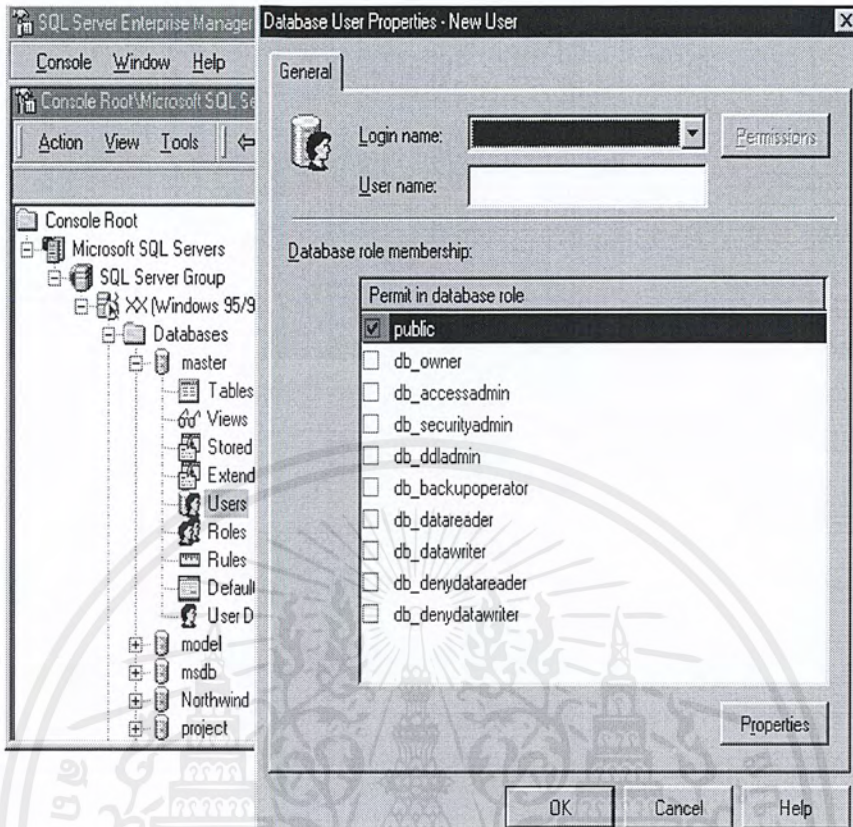 SQL Server Enterprise Manager
Console Window Help
Console Root\Microsoft SQL Se
Action View Tools
Console Root
Microsoft SQL Servers
SQL Server Group
XX (Windows 95/9
Databases
master
Tables
Views
Stored
Extend
Users
Roles
Rules
Defaul
User D
model
msdb
Northwind
project
Database User Properties - New User
General
Login name:
Permissions
User name:
Database role membership:
Permit in database role
public
db_owner
db_accessadmin
db_securityadmin
db_ddladmin
db_backupoperator
db_datareader
db_datawriter
db_denydatareader
db_denydatawriter
Properties
OK Cancel Help